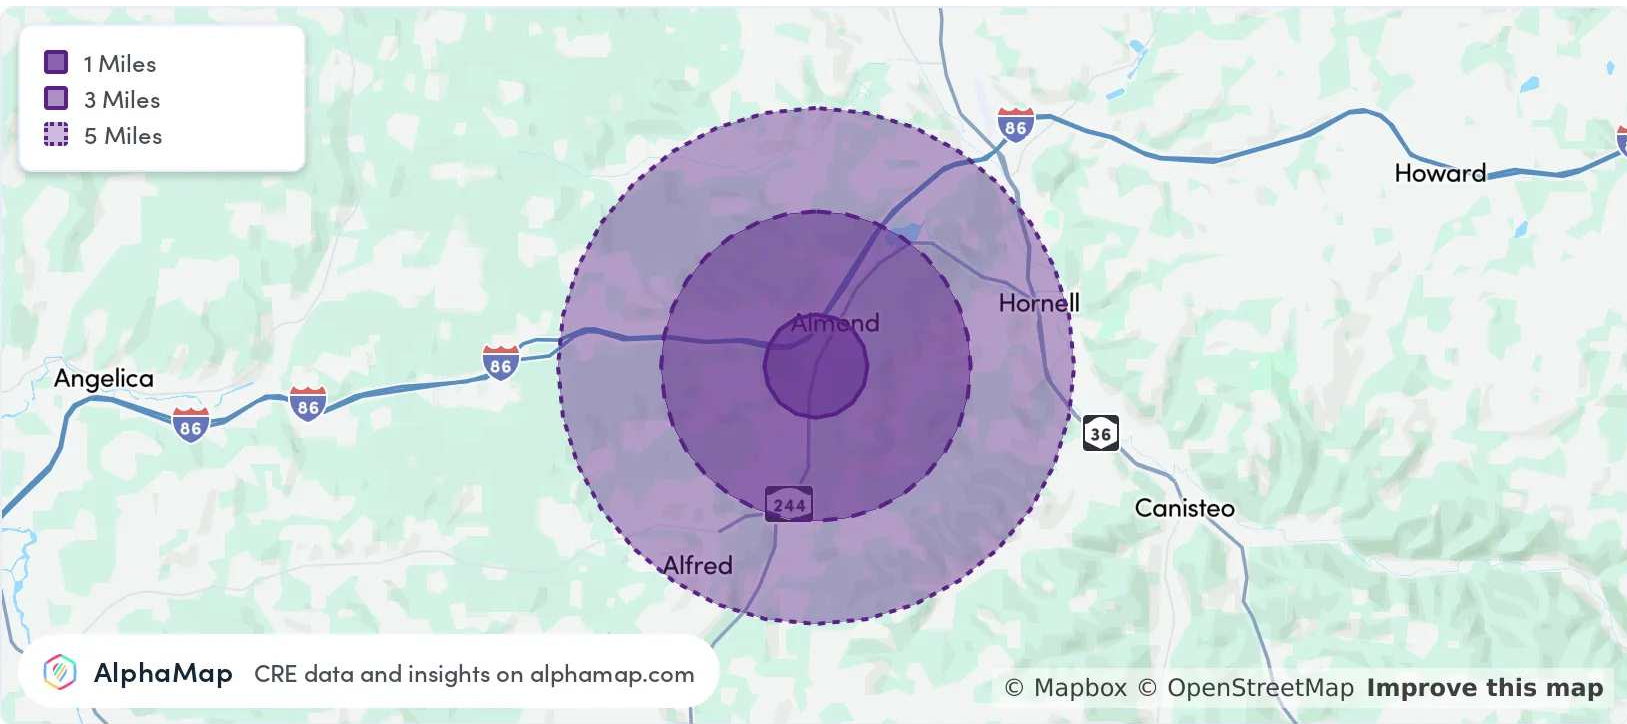 1 Miles
3 Miles
5 Miles
86
Howard
Hornell
Almond
86
Angelica
86
86
36
244
Canisteo
Alfred
AlphaMap CRE data and insights on alphamap.com
© Mapbox © OpenStreetMap Improve this map